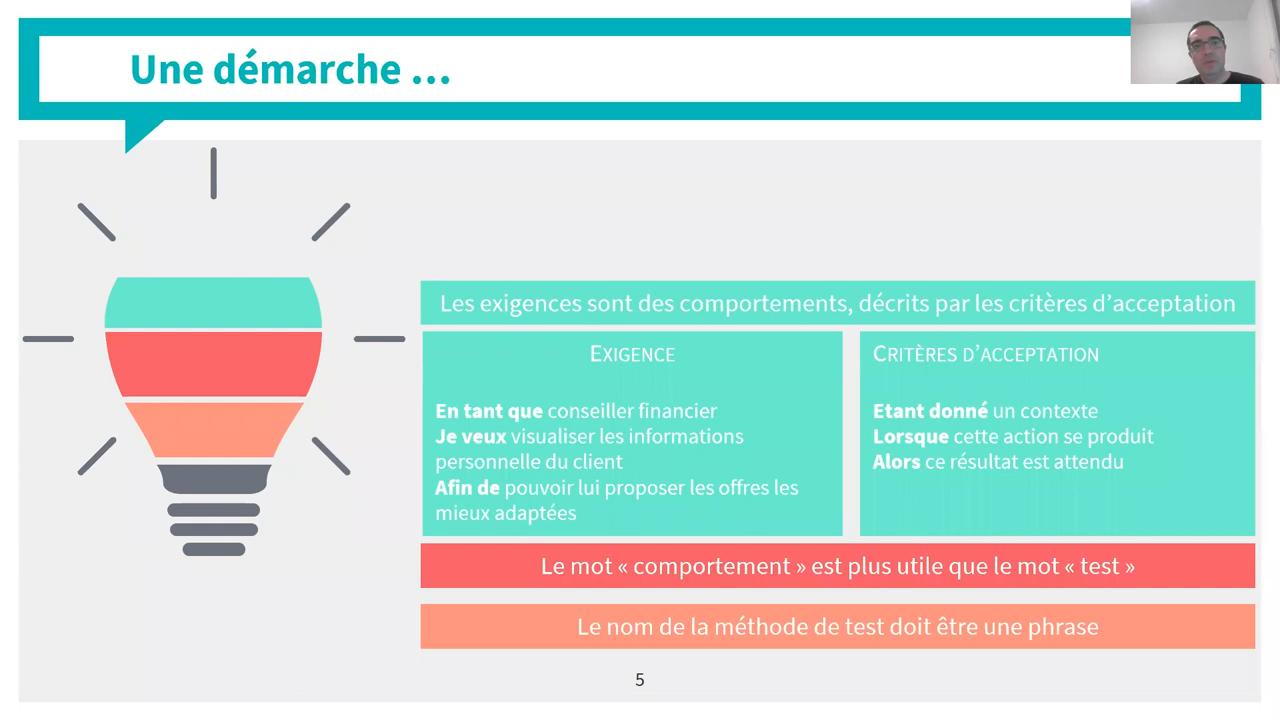 Une démarche ...
Les exigences sont des comportements, décrits par les critères d’acceptation
EXIGENCE
En tant que conseiller financier
Je veux visualiser les informations
personnelle du client
Afin de pouvoir lui proposer les offres les
mieux adaptées
CRITÈRES D’ACCEPTATION
Etant donné un contexte
Lorsque cette action se produit
Alors ce résultat est attendu
Le mot « comportement » est plus utile que le mot « test »
Le nom de la méthode de test doit être une phrase
5